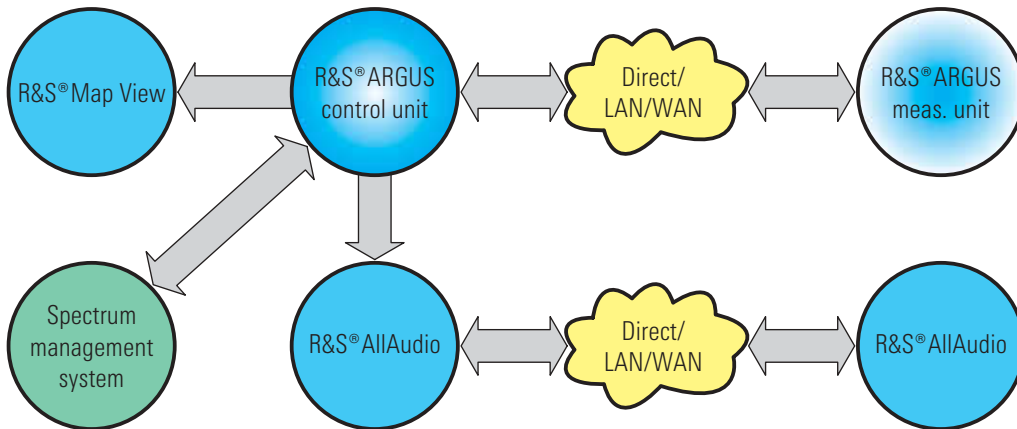 R&S® Map View
R&S® ARGUS
control unit
Direct/
LAN/WAN
R&S® ARGUS
meas. unit
Spectrum
management
system
R&S® AllAudio
Direct/
LAN/WAN
R&S® AllAudio